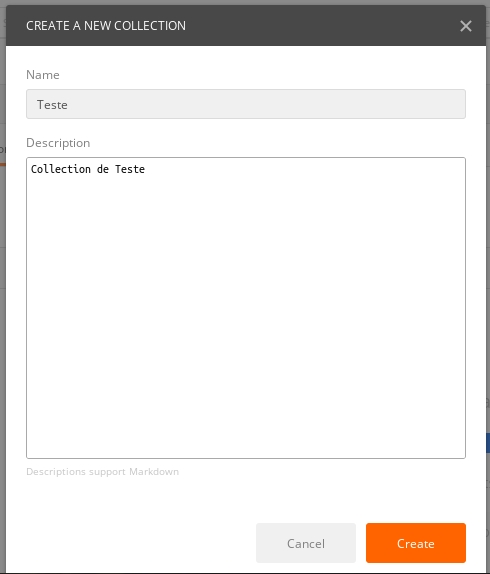 CREATE A NEW COLLECTION
Name
Teste
Description
Collection de Teste
Descriptions support Markdown
Cancel
Create